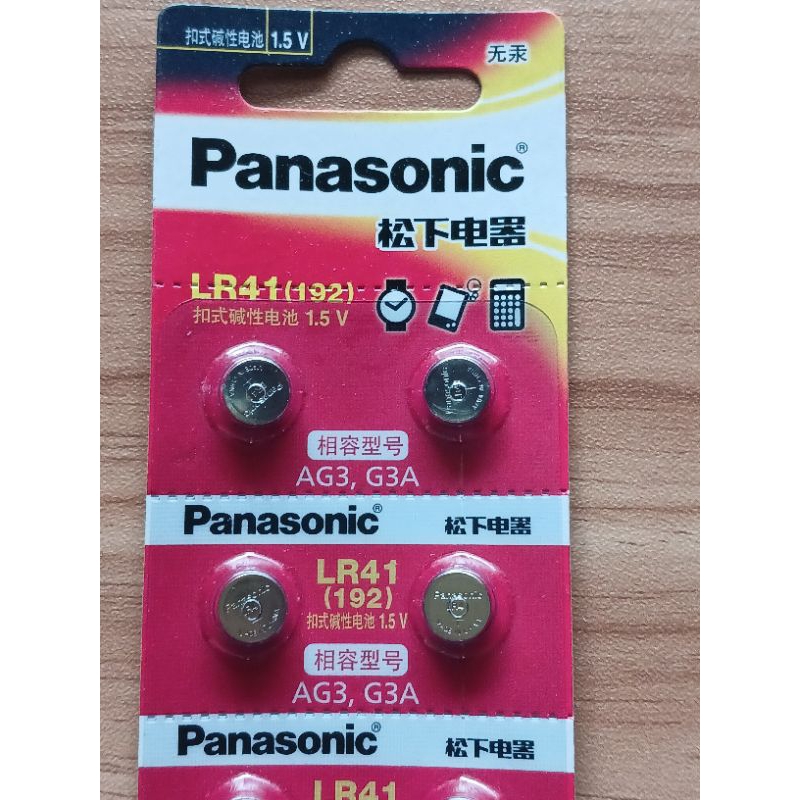 扣式碱性电池 1.5 V
无汞
Panasonic®
松下电器
LR41(192)
扣式碱性电池 1.5 V
相容型号
AG3, G3A
Panasonic® 松下电器
LR41
(192)
扣式碱性电池 1.5 V
Panasonic
Panasonic
相容型号
AG3, G3A
Panasonic® 松下电器
LR41